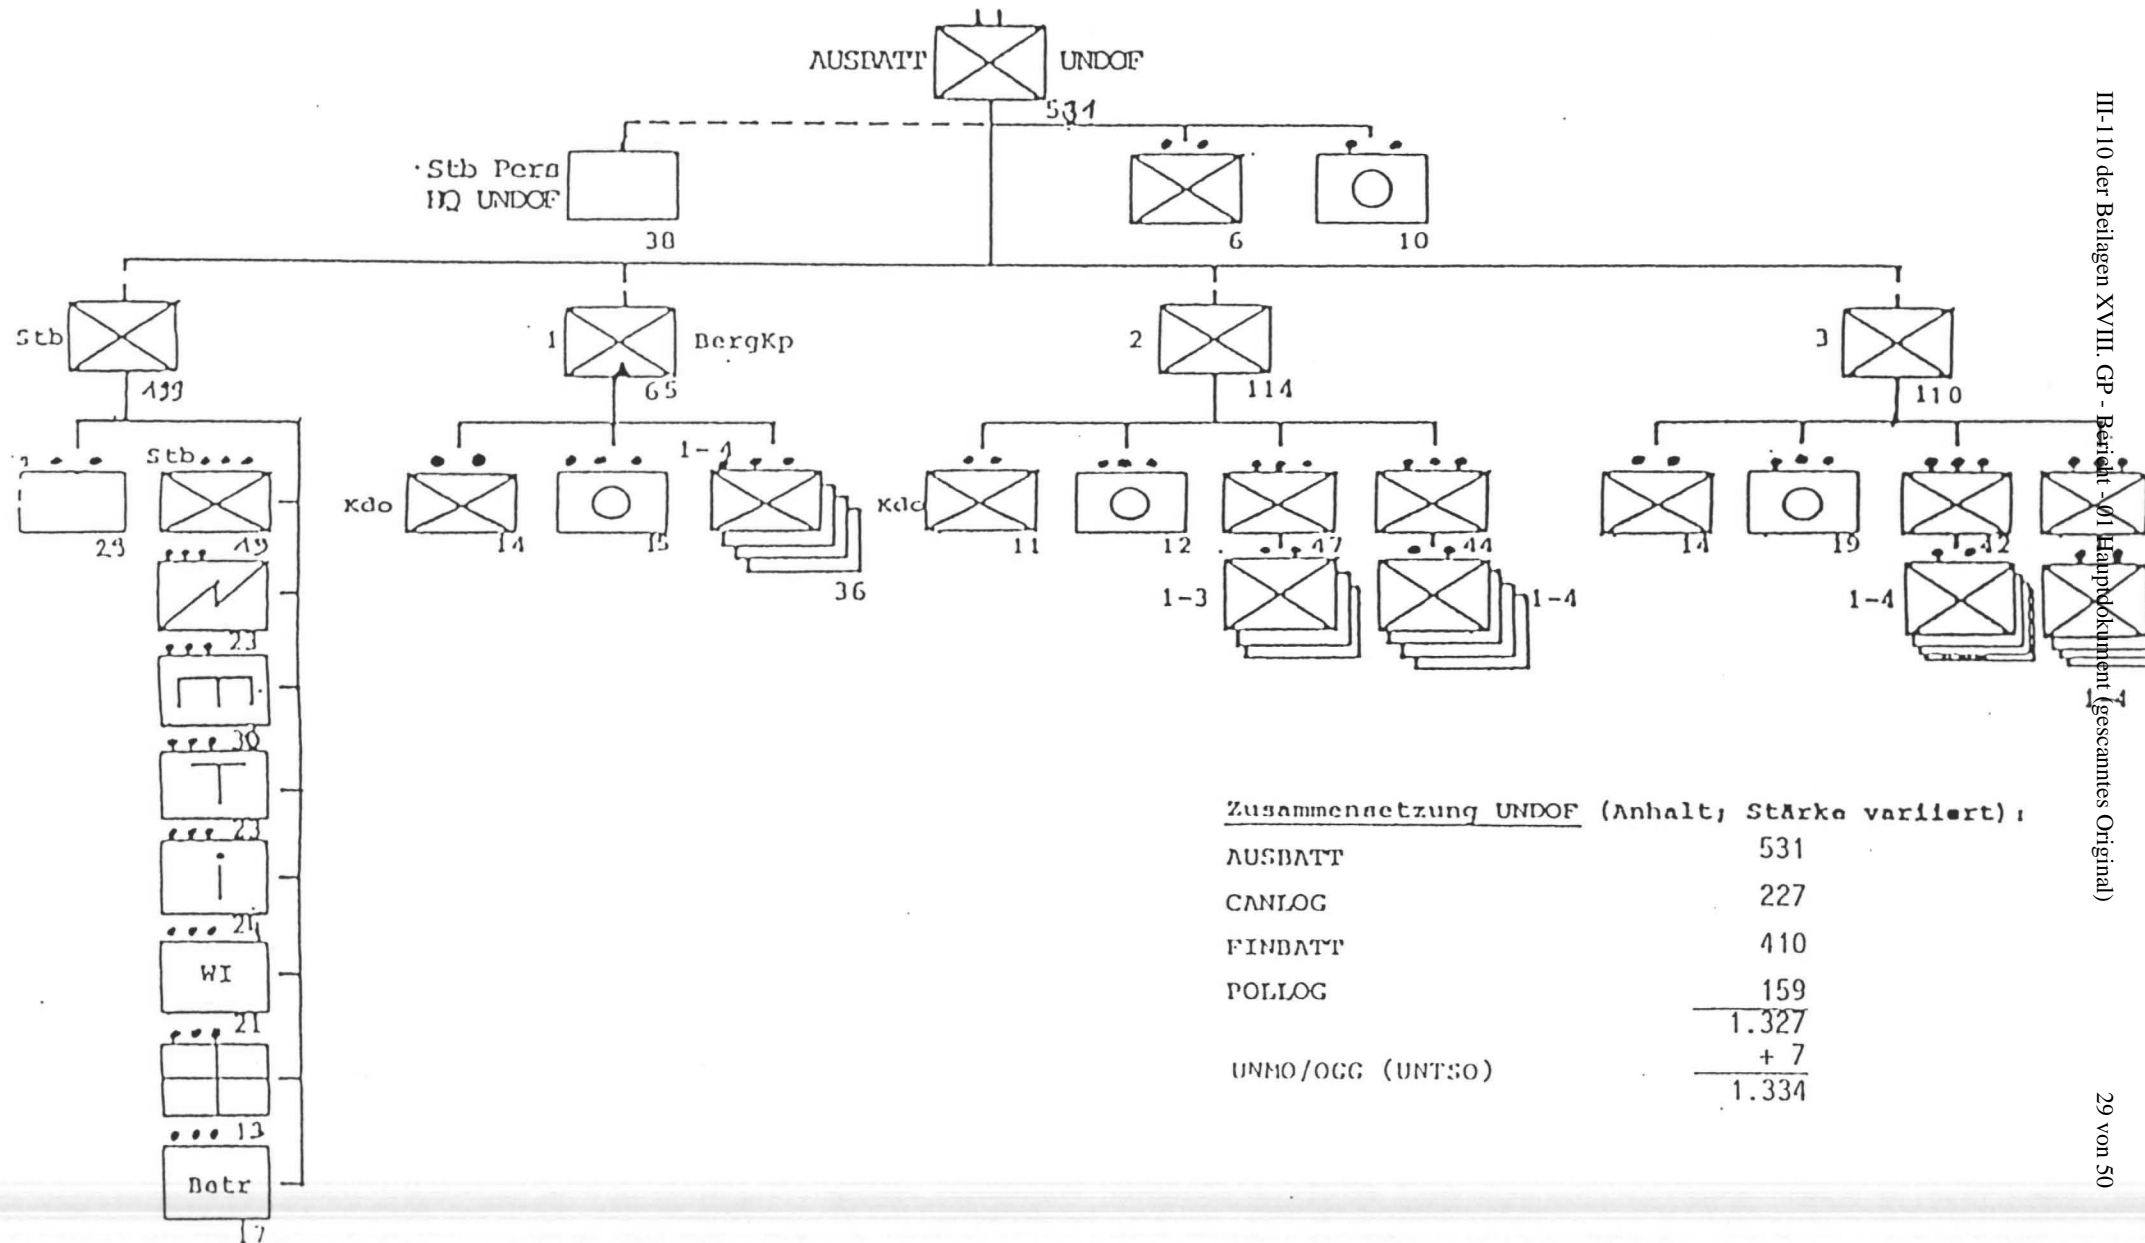 AUSBATT
UNDOF
531
Stb Pers
HQ UNDOF
30
6
10
Stb
199
1
BergKp
65
2
114
3
110
29
Stb
19
23
30
23
24
WI
21
13
Betr
17
Kdo
14
15
1-4
36
Kdo
11
12
47
44
1-3
1-4
14
19
42
1-4
1-4
Zusammensetzung UNDOF (Anhalt; Stärke variiert):
AUSBATT 531
CANLOG 227
FINBATT 410
POLLOG 159
1.327
+ 7
UNMO/OGG (UNTSO)
1.334
III-110 der Beilagen XVIII. GP - Bericht - 01 Hauptdokument (gescanntes Original)
29 von 50